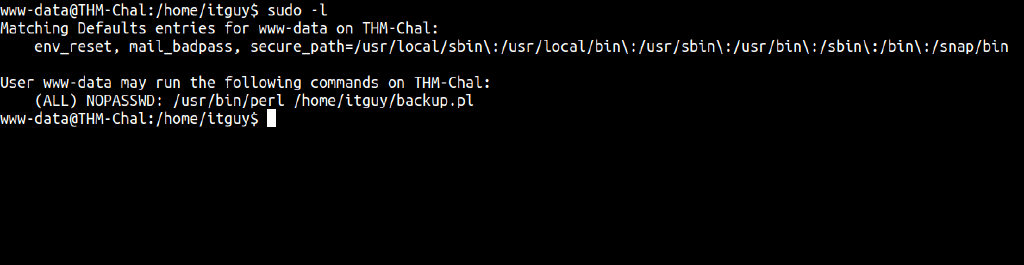 www-data@THM-Chal:/home/itguy$ sudo -l
Matching Defaults entries for www-data on THM-Chal:
    env_reset, mail_badpass, secure_path=/usr/local/sbin\:/usr/local/bin\:/usr/sbin\:/usr/bin\:/sbin\:/bin\:/snap/bin

User www-data may run the following commands on THM-Chal:
    (ALL) NOPASSWD: /usr/bin/perl /home/itguy/backup.pl
www-data@THM-Chal:/home/itguy$